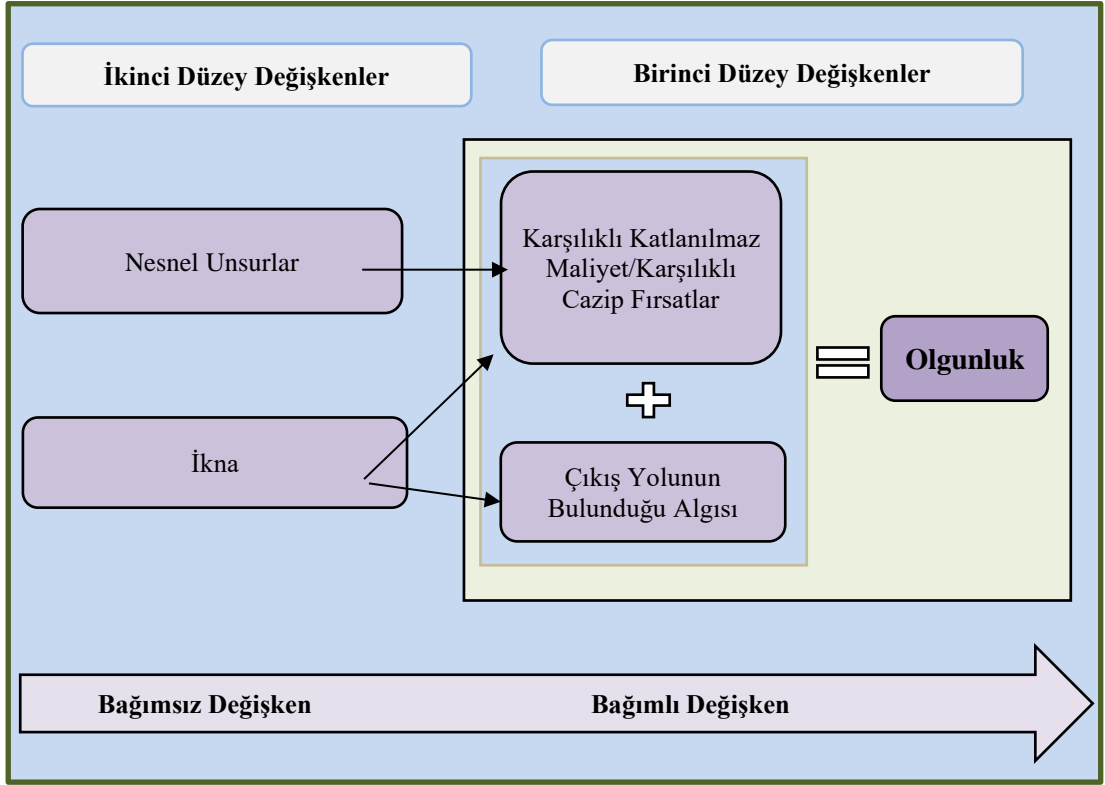 İkinci Düzey Değişkenler
Birinci Düzey Değişkenler
Nesnel Unsurlar
Karşılıklı Katlanılmaz
Maliyet/Karşılıklı
Cazip Fırsatlar
Olgunluk
İkna
Çıkış Yolunun
Bulunduğu Algısı
Bağımsız Değişken
Bağımlı Değişken